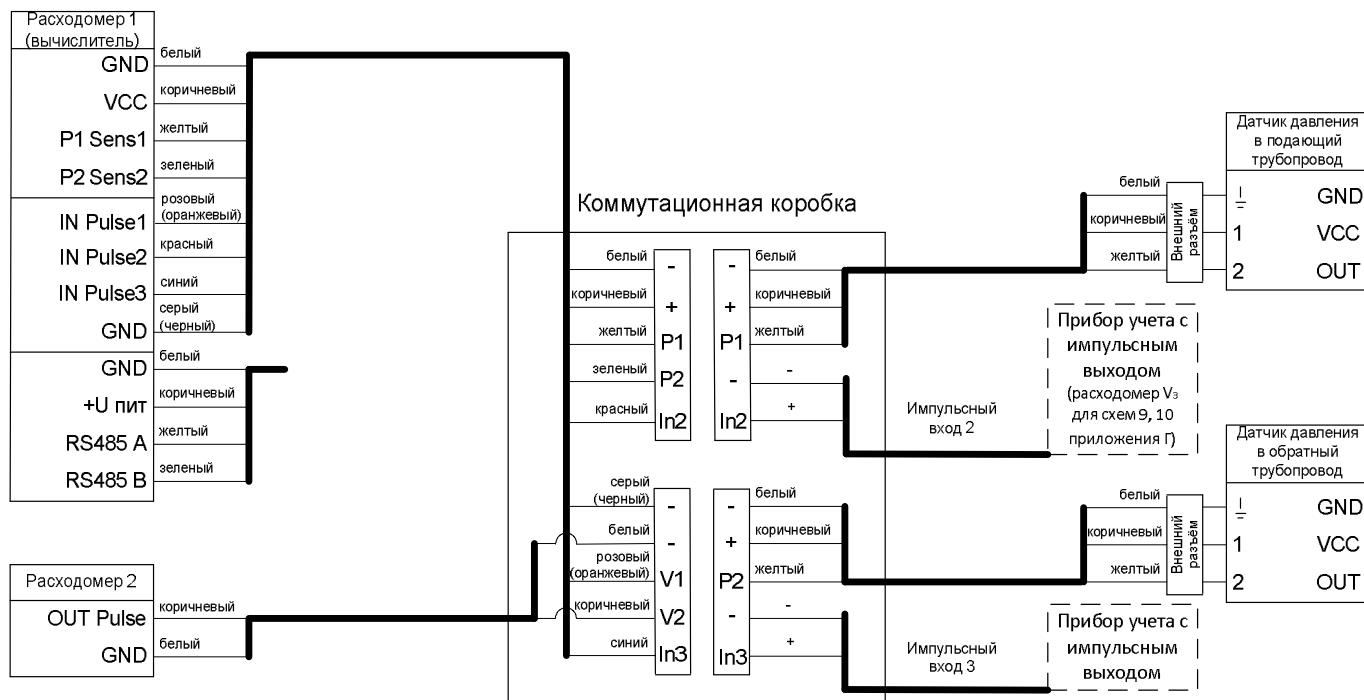 Расходомер 1
(вычислитель)
белый
GND
коричневый
VCC
желтый
P1 Sens1
зеленый
P2 Sens2
розовый
(оранжевый)
IN Pulse1
красный
IN Pulse2
синий
IN Pulse3
серый
(черный)
GND
белый
GND
коричневый
+U пит
желтый
RS485 A
зеленый
RS485 B
Расходомер 2
коричневый
OUT Pulse
белый
GND
Коммутационная коробка
белый
-
коричневый
+
желтый
P1
зеленый
P2
красный
In2
- белый
+ коричневый
P1 желтый
- -
In2 +
серый
(черный)
-
белый
-
розовый
(оранжевый)
V1
коричневый
V2
синий
In3
- белый
+ коричневый
P2 желтый
- -
In3 +
Импульсный
вход 2
Импульсный
вход 3
Датчик давления
в подающий
трубопровод
белый
коричневый
желтый
Внешний
разъём
GND
1 VCC
2 OUT
Прибор учета с
импульсным
выходом
(расходомер V₃
для схем 9, 10
приложения Г)
Датчик давления
в обратный
трубопровод
белый
коричневый
желтый
Внешний
разъём
GND
1 VCC
2 OUT
Прибор учета с
импульсным
выходом